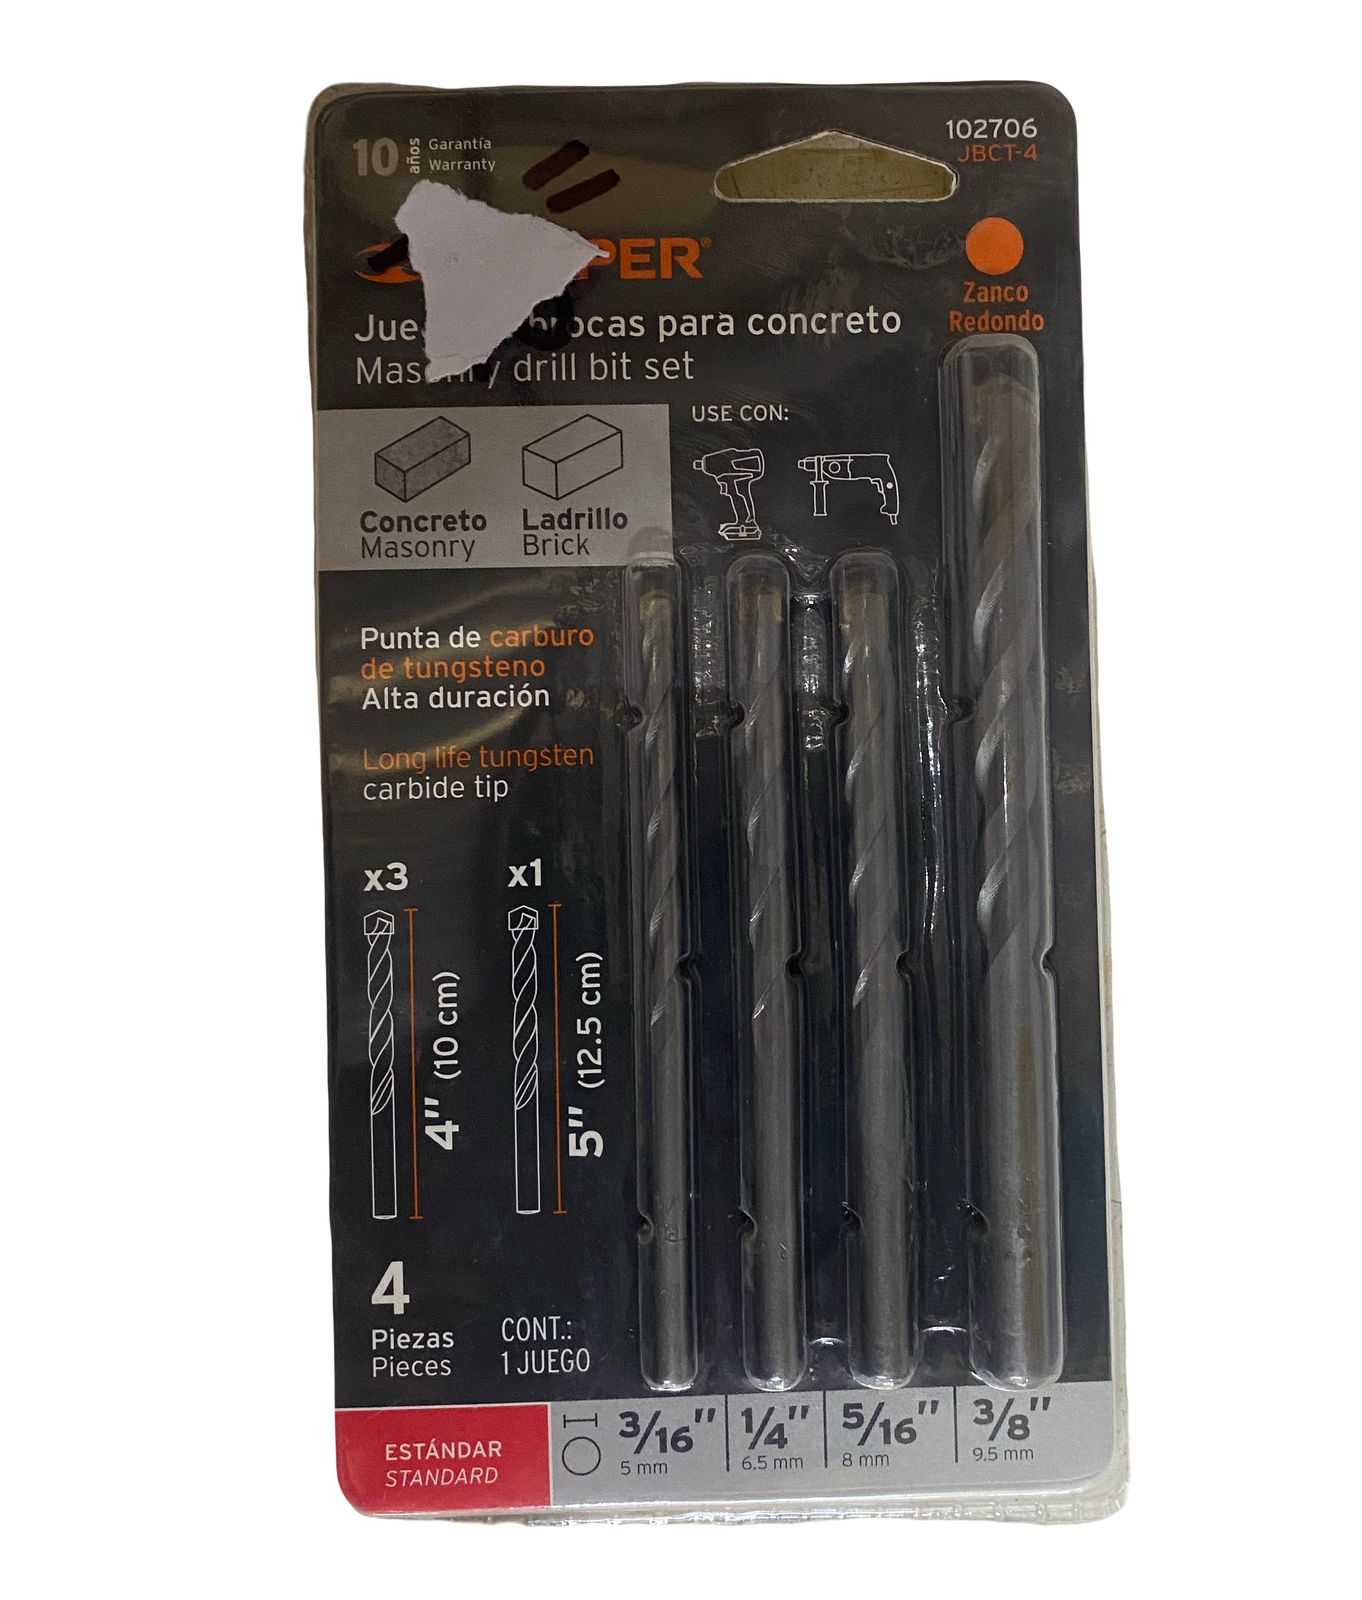 10 años Garantía
Warranty
102706
JBCT-4
PER®
Zanco
Redondo
brocas para concreto
drill bit set
USE CON:
Concreto Ladrillo
Masonry Brick
Punta de carburo
de tungsteno
Alta duración
Long life tungsten
carbide tip
x3 x1
4" (10 cm)
5" (12.5 cm)
4
Piezas
Pieces
CONT.:
1 JUEGO
ESTÁNDAR
STANDARD
3/16" 1/4" 5/16" 3/8"
5 mm 6.5 mm 8 mm 9.5 mm